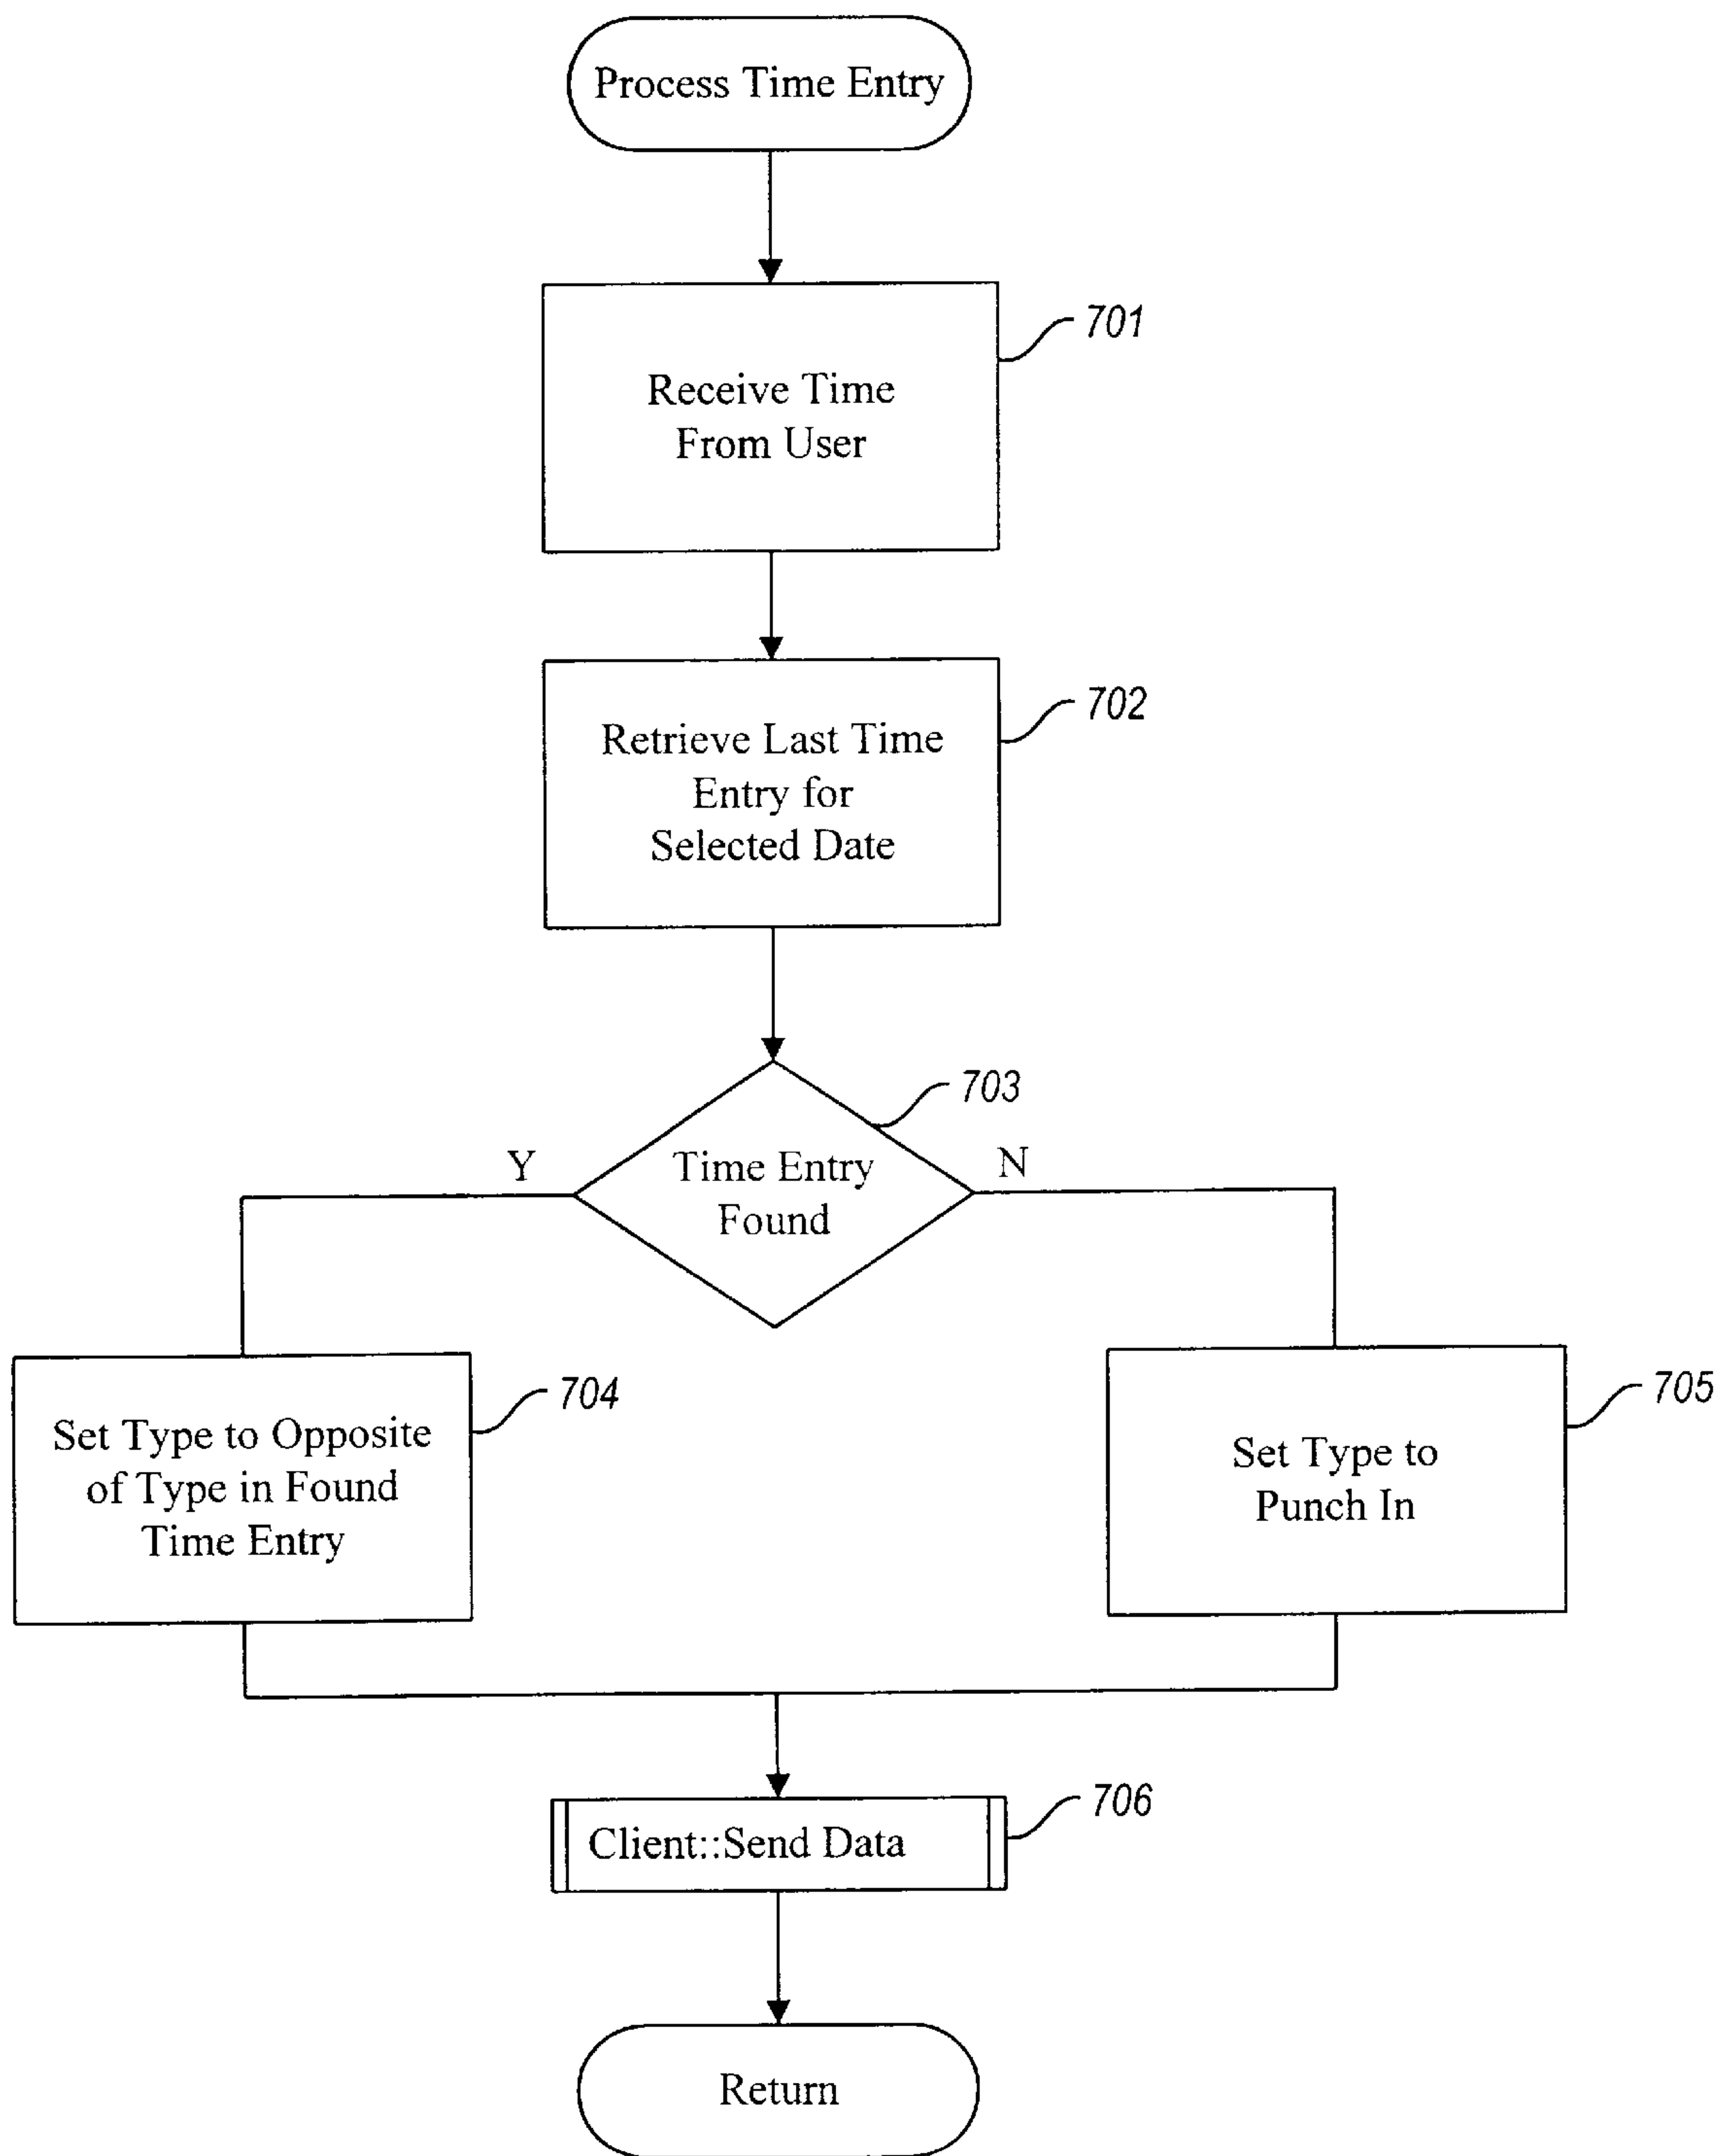 Process Time Entry
701
Receive Time
From User
702
Retrieve Last Time
Entry for
Selected Date
703
Y
Time Entry
Found
N
704
Set Type to Opposite
of Type in Found
Time Entry
705
Set Type to
Punch In
706
Client::Send Data
Return